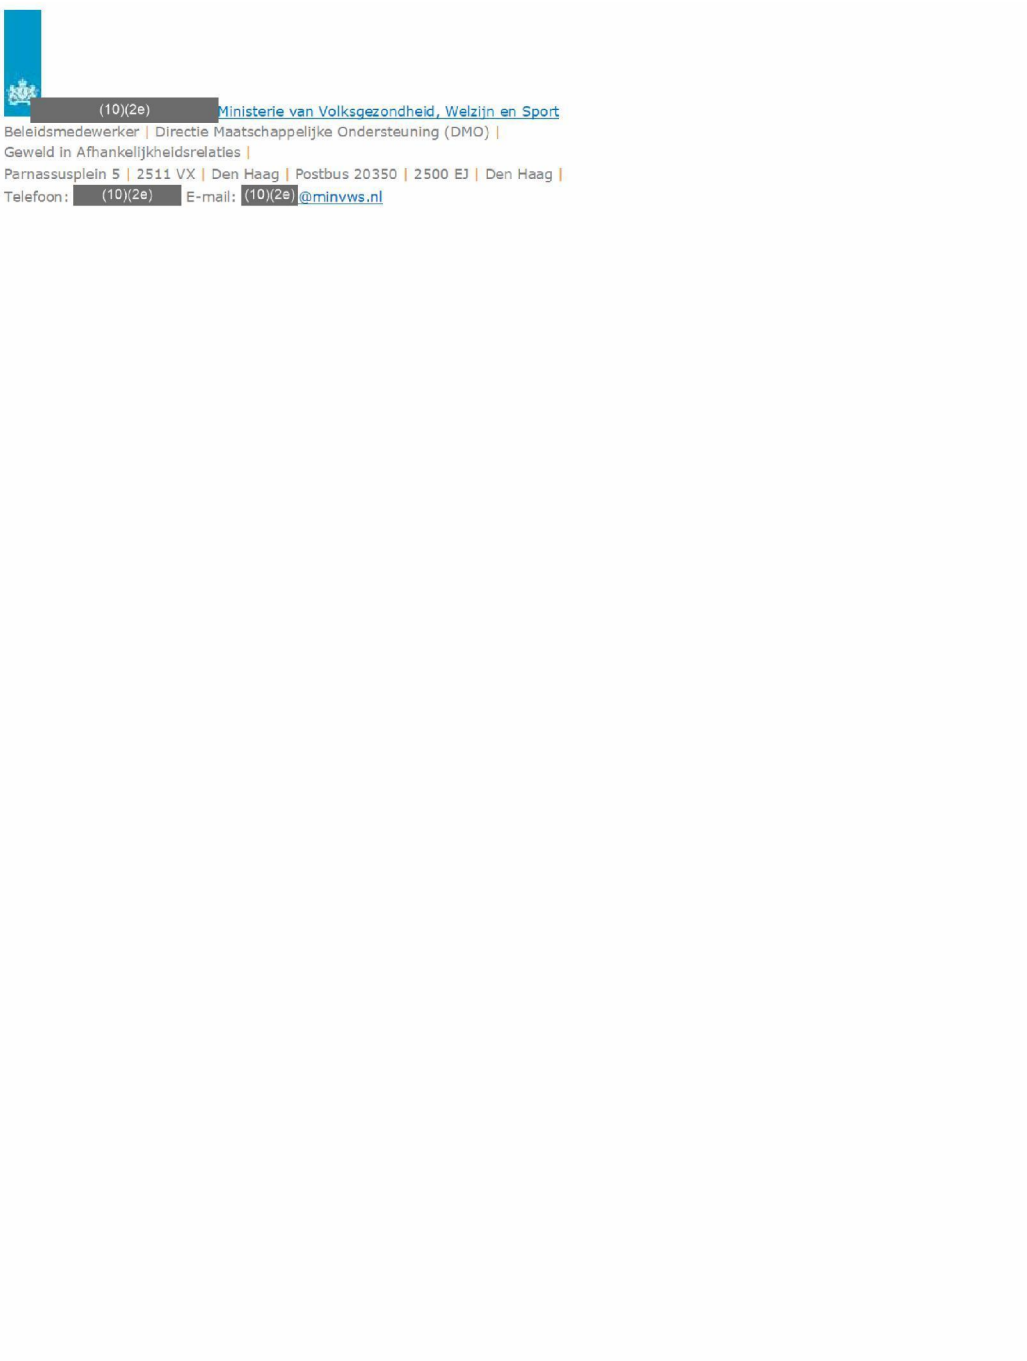 (10)(2e) Ministerie van Volksgezondheid, Welzijn en Sport
Beleidsmedewerker | Directie Maatschappelijke Ondersteuning (DMO) |
Geweld in Afhankelijkheidsrelaties |
Parnassusplein 5 | 2511 VX | Den Haag | Postbus 20350 | 2500 EJ | Den Haag |
Telefoon: (10)(2e) E-mail: (10)(2e) @minvws.nl